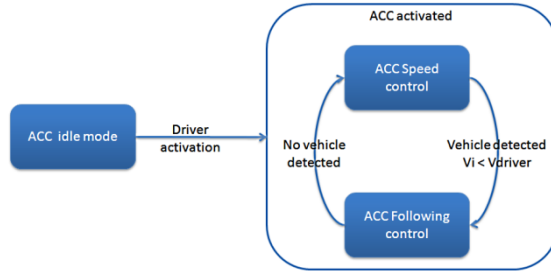 ACC activated
ACC Speed
control
ACC idle mode
Driver
activation
No vehicle
detected
Vehicle detected
Vi < Vdriver
ACC Following
control